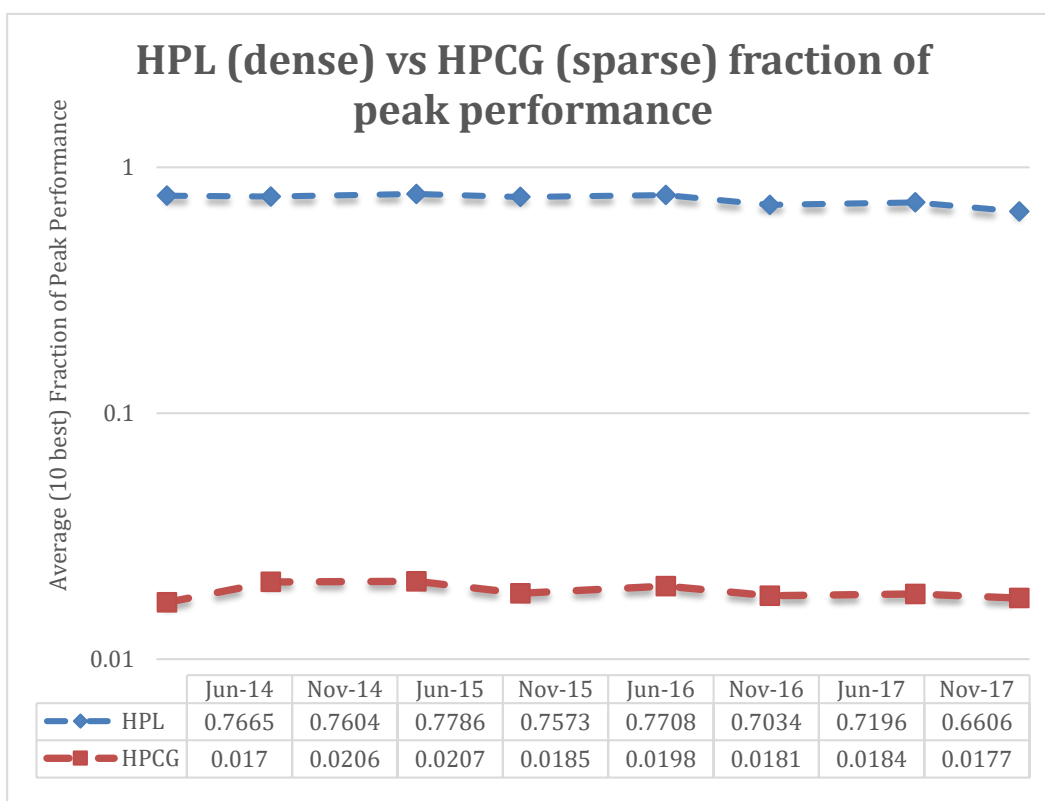 HPL (dense) vs HPCG (sparse) fraction of
peak performance
Average (10 best) Fraction of Peak Performance
1
0.1
0.01
Jun-14 Nov-14 Jun-15 Nov-15 Jun-16 Nov-16 Jun-17 Nov-17
HPL 0.7665 0.7604 0.7786 0.7573 0.7708 0.7034 0.7196 0.6606
HPCG 0.017 0.0206 0.0207 0.0185 0.0198 0.0181 0.0184 0.0177